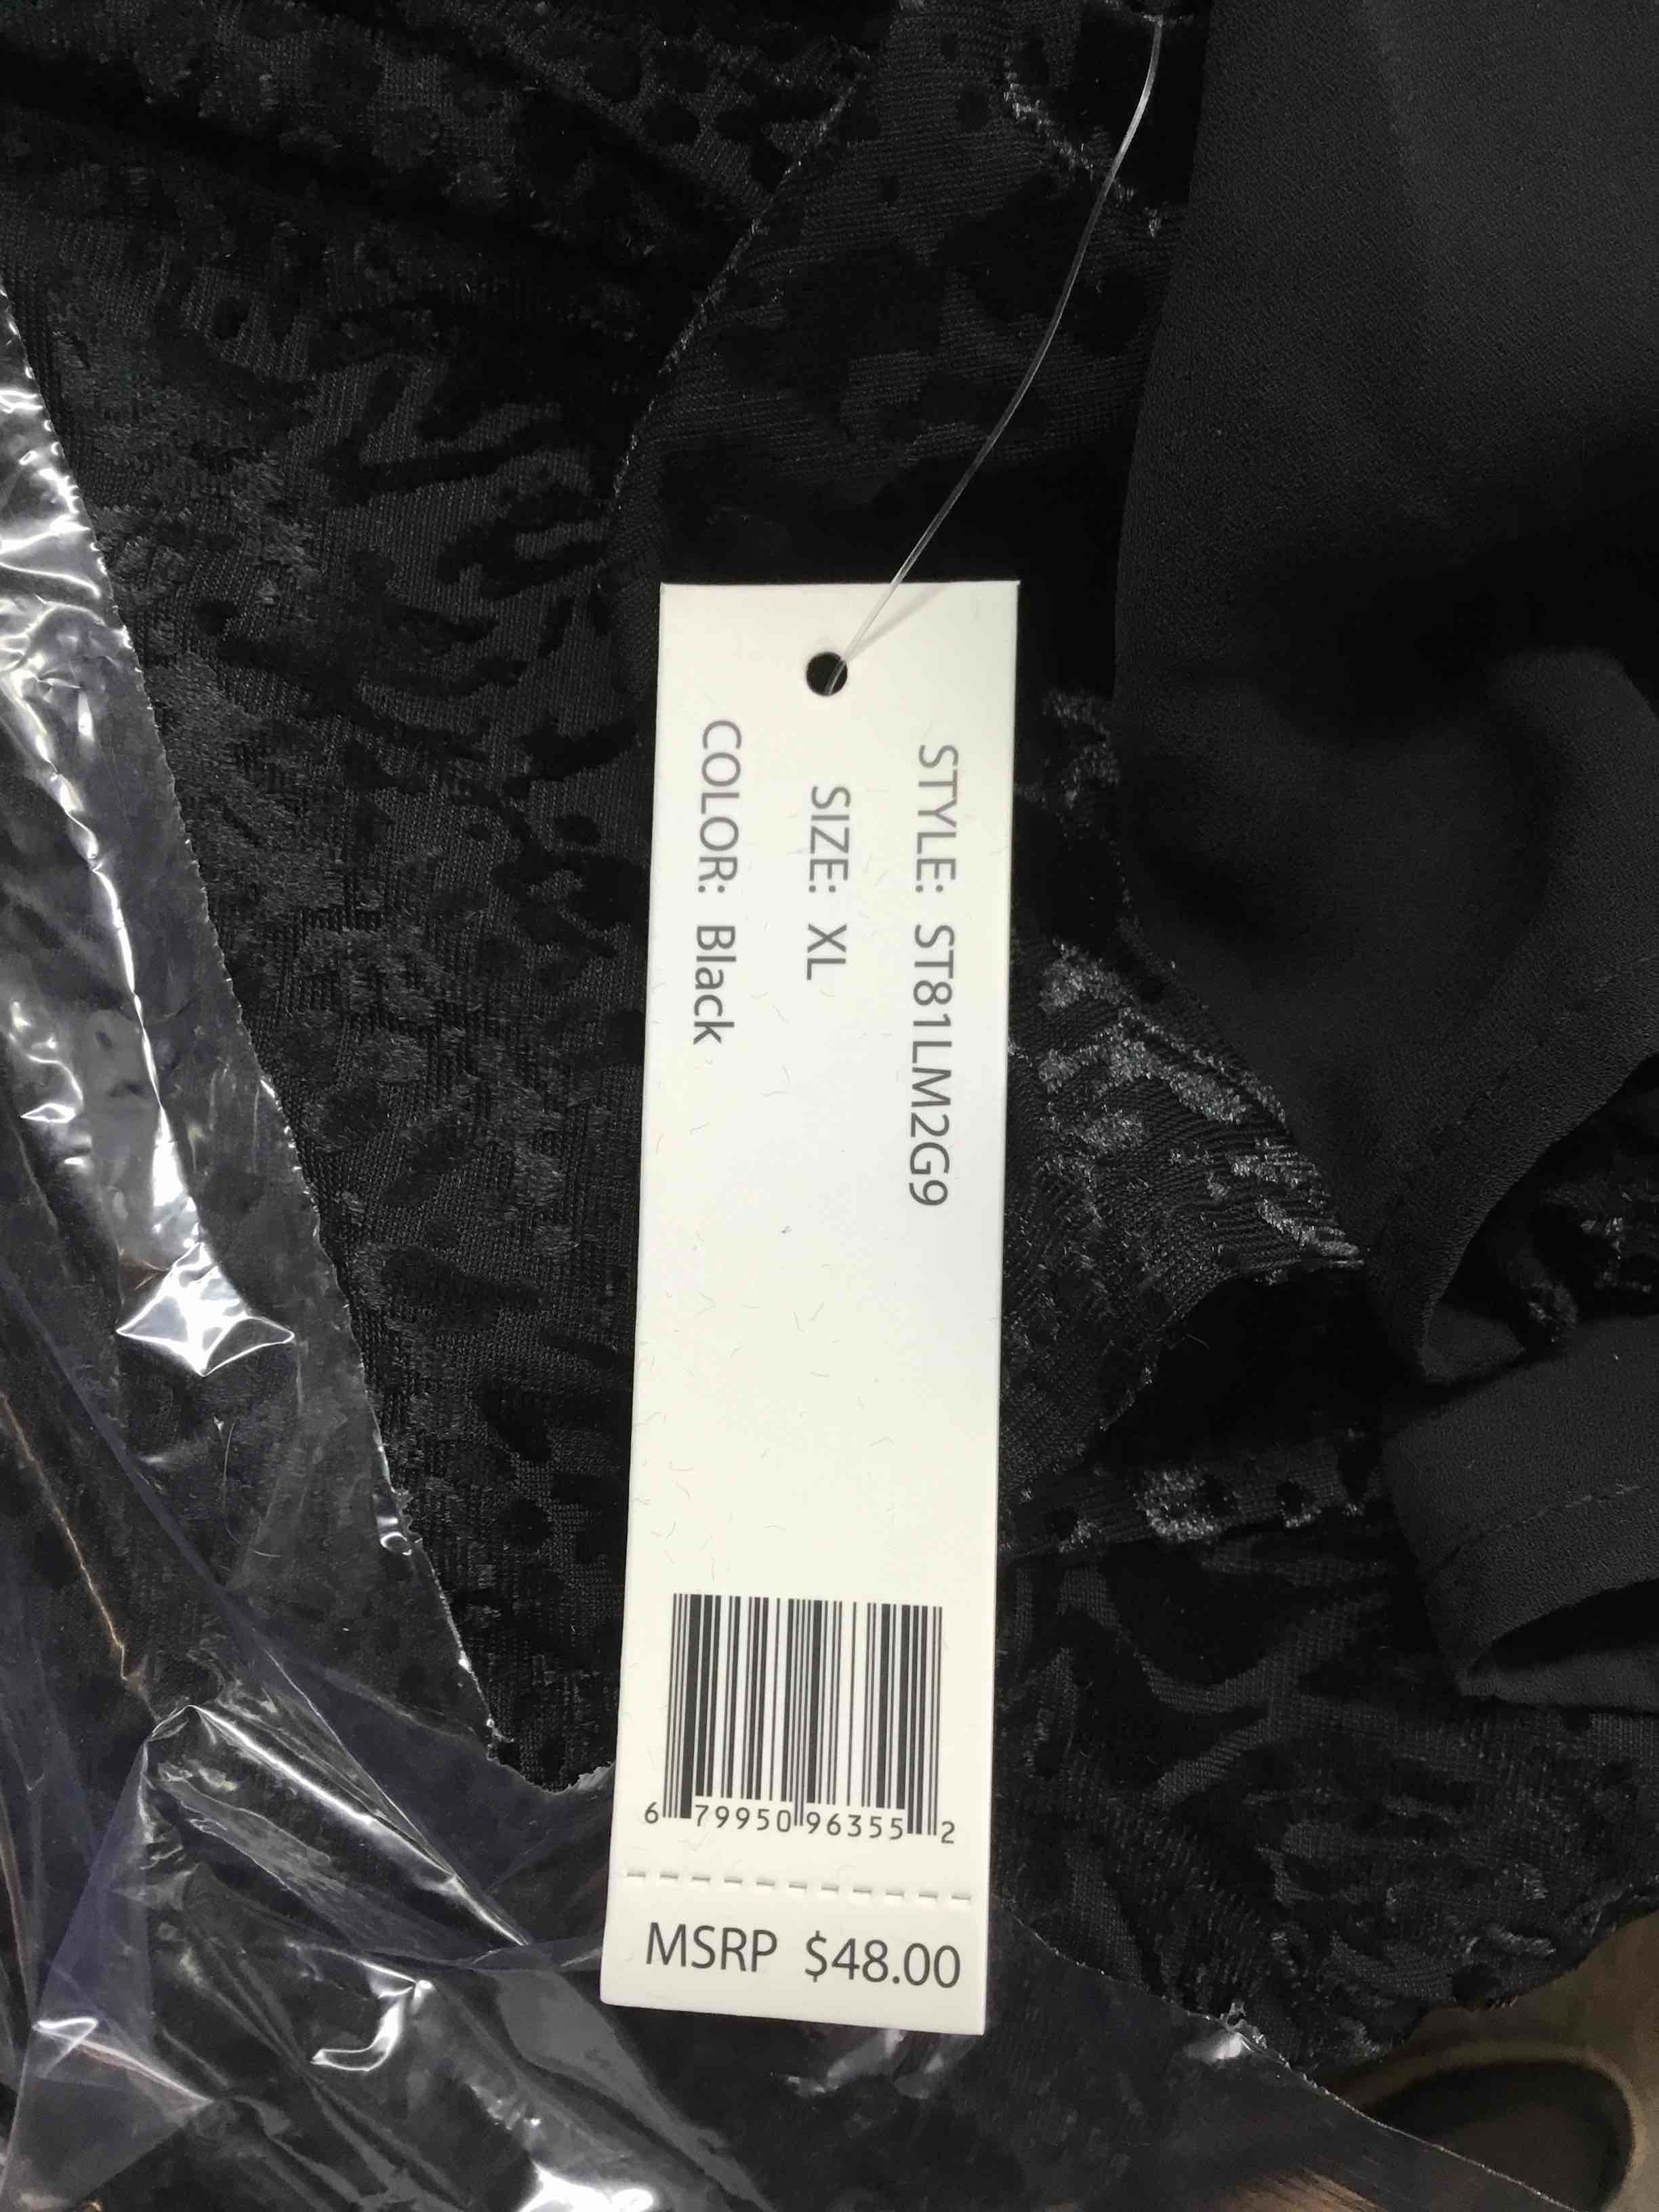 STYLE: ST81LM2G9
SIZE: XL
COLOR: Black
6 79950 96355 2
MSRP $48.00